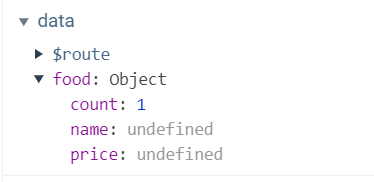 data
$route
food: Object
count: 1
name: undefined
price: undefined